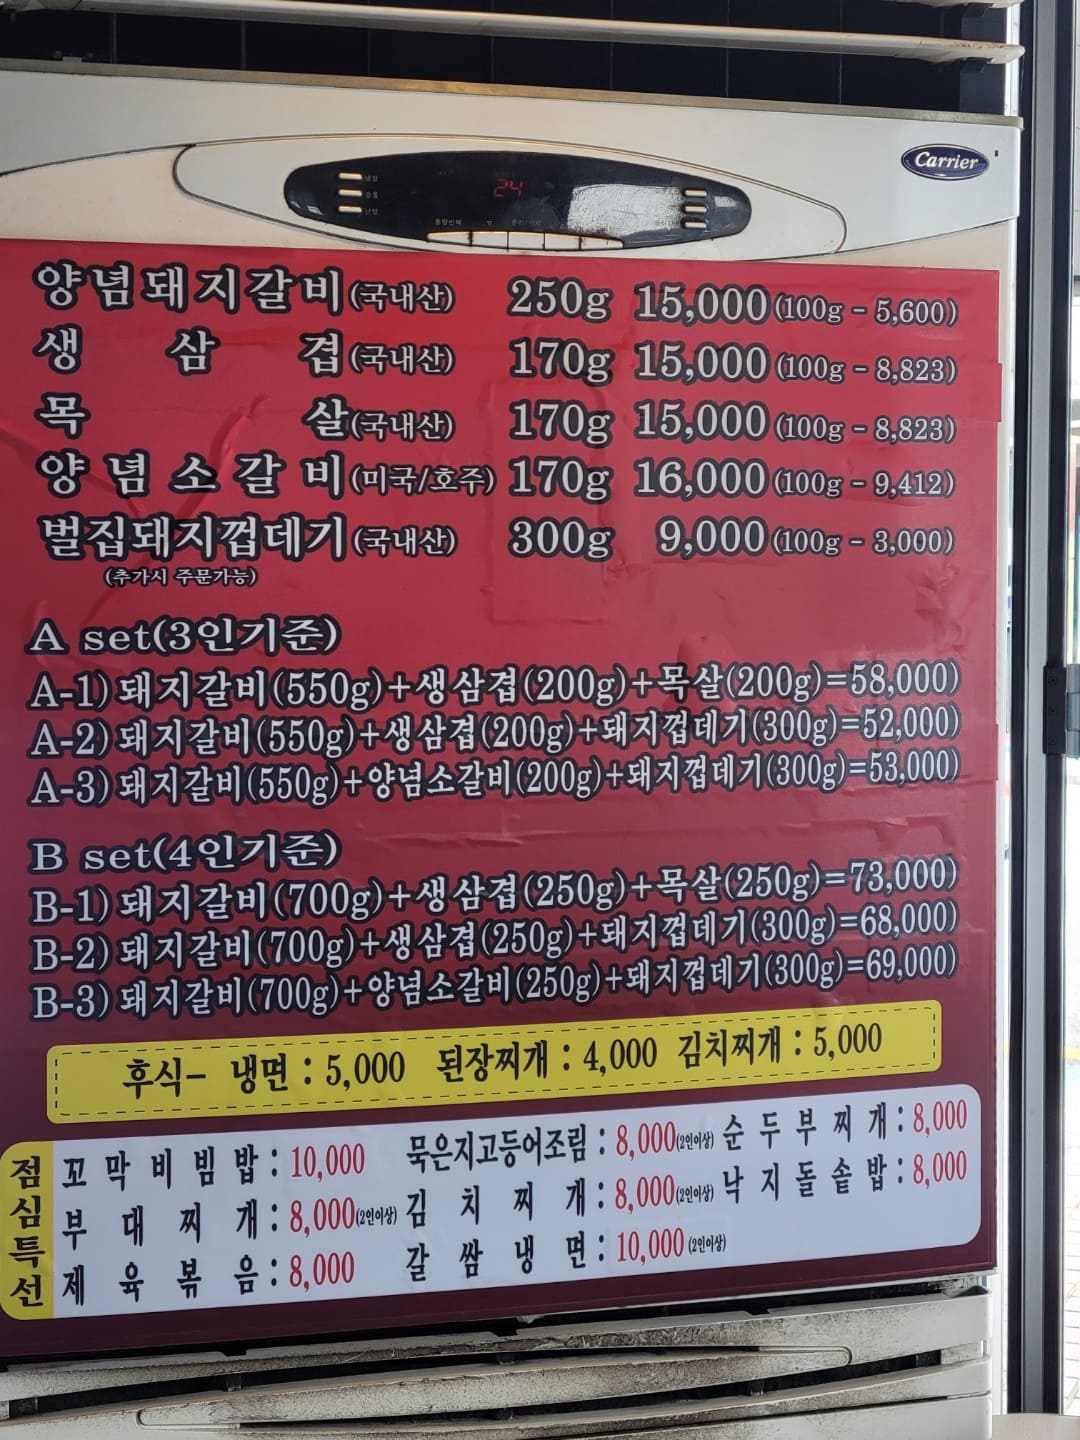 Carrier
24
양념돼지갈비(국내산) 250g 15,000(100g - 5,600)
생삼겹(국내산) 170g 15,000(100g - 8,823)
목살(국내산) 170g 15,000(100g - 8,823)
양념소갈비(미국/호주) 170g 16,000(100g - 9,412)
벌집돼지껍데기(국내산) 300g 9,000(100g - 3,000)
(추가시 주문가능)
A set(3인기준)
A-1) 돼지갈비(550g)+생삼겹(200g)+목살(200g)=58,000)
A-2) 돼지갈비(550g)+생삼겹(200g)+돼지껍데기(300g)=52,000)
A-3) 돼지갈비(550g)+양념소갈비(200g)+돼지껍데기(300g)=53,000)
B set(4인기준)
B-1) 돼지갈비(700g)+생삼겹(250g)+목살(250g)=73,000)
B-2) 돼지갈비(700g)+생삼겹(250g)+돼지껍데기(300g)=68,000)
B-3) 돼지갈비(700g)+양념소갈비(250g)+돼지껍데기(300g)=69,000)
후식- 냉면 : 5,000 된장찌개 : 4,000 김치찌개 : 5,000
점심특선
꼬막비빔밥 : 10,000 묵은지고등어조림 : 8,000(2인이상) 순두부찌개 : 8,000
부대찌개 : 8,000(2인이상) 김치찌개 : 8,000(2인이상) 낙지돌솥밥 : 8,000
제육볶음 : 8,000 갈쌈냉면 : 10,000(2인이상)